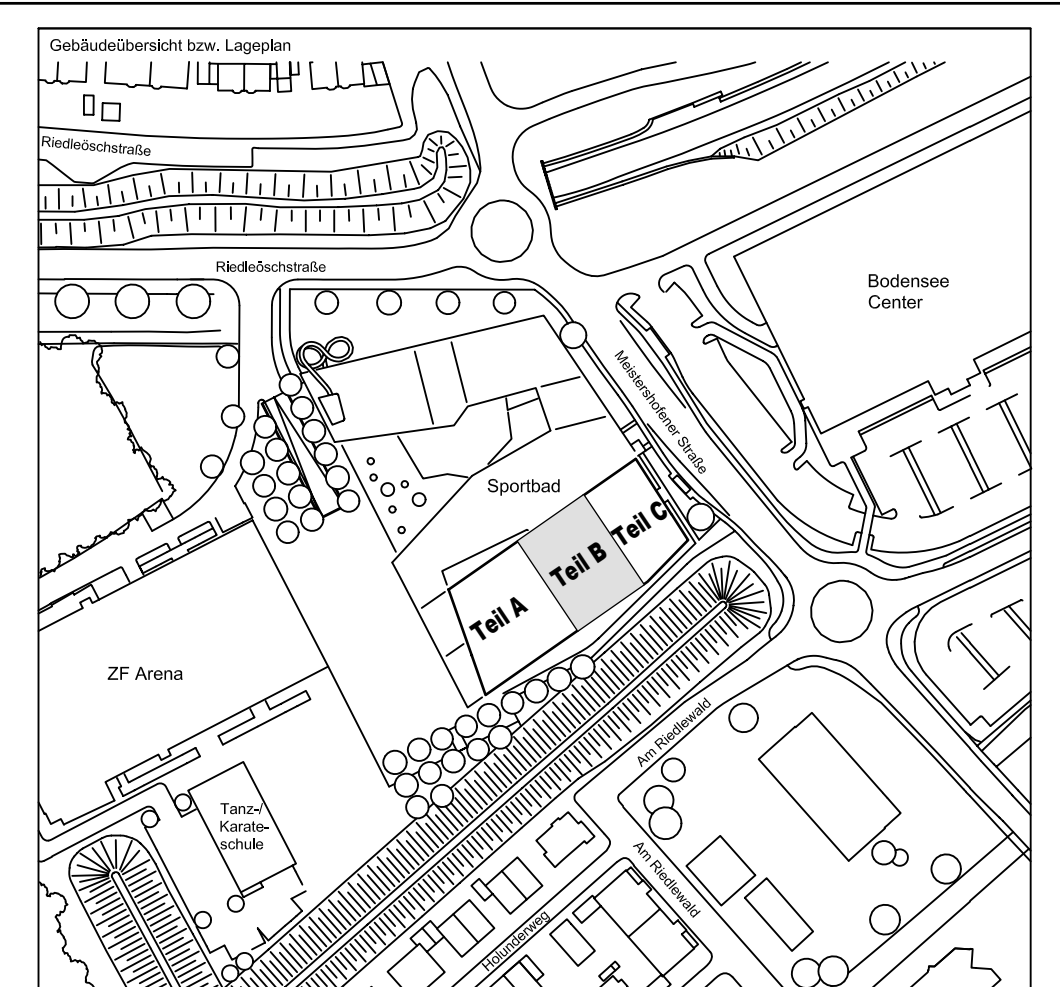 Gebäudeübersicht bzw. Lageplan
Riedleöschstraße
Riedleöschstraße
Bodensee
Center
Meistershofener Straße
Sportbad
Teil C
Teil B
Teil A
ZF Arena
Am Riedlewald
Tanz-/
Karate-
schule
Am Riedlewald
Holunderweg